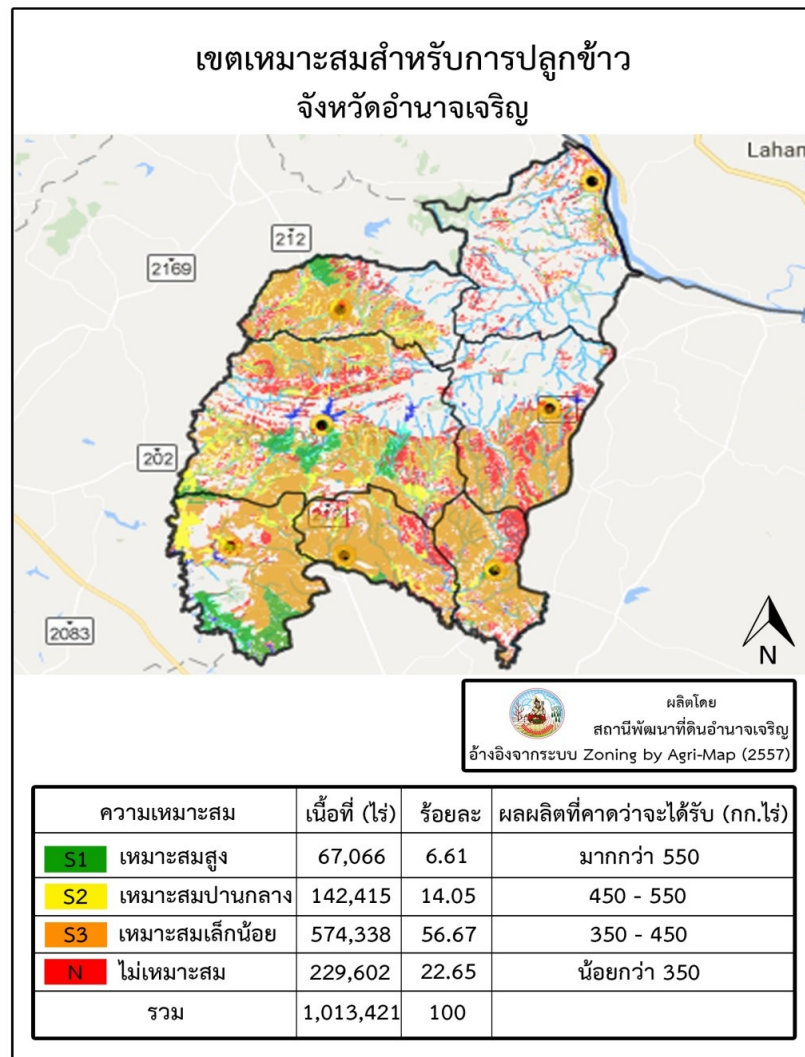 เขตเหมาะสมสำหรับการปลูกข้าว
จังหวัดอำนาจเจริญ
Lahan
212
2169
202
212
2083
N
ผลิตโดย
สถานีพัฒนาที่ดินอำนาจเจริญ
อ้างอิงจากระบบ Zoning by Agri-Map (2557)
ความเหมาะสม เนื้อที่ (ไร่) ร้อยละ ผลผลิตที่คาดว่าจะได้รับ (กก.ไร่)
S1 เหมาะสมสูง 67,066 6.61 มากกว่า 550
S2 เหมาะสมปานกลาง 142,415 14.05 450 - 550
S3 เหมาะสมเล็กน้อย 574,338 56.67 350 - 450
N ไม่เหมาะสม 229,602 22.65 น้อยกว่า 350
รวม 1,013,421 100